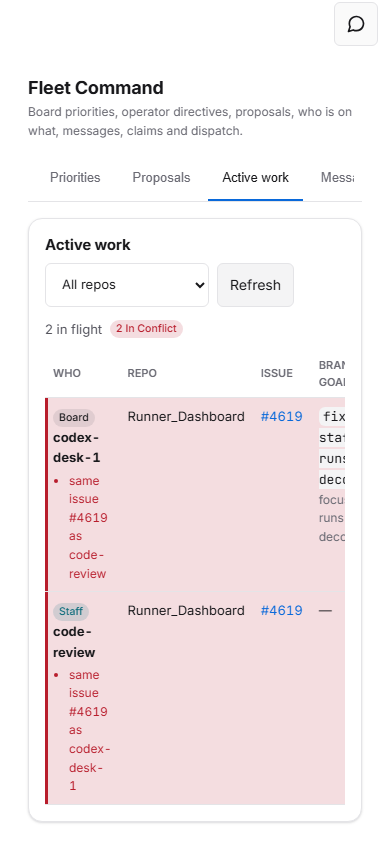 Fleet Command
Board priorities, operator directives, proposals, who is on
what, messages, claims and dispatch.
Priorities Proposals Active work
Active work
All repos Refresh
2 in flight 2 In Conflict
WHO REPO ISSUE
Board
codex-
desk-1
Runner_Dashboard #4619
• same
issue
#4619
as
code-
review
Staff
code-
review
Runner_Dashboard #4619 —
• same
issue
#4619
as
codex-
desk-
1